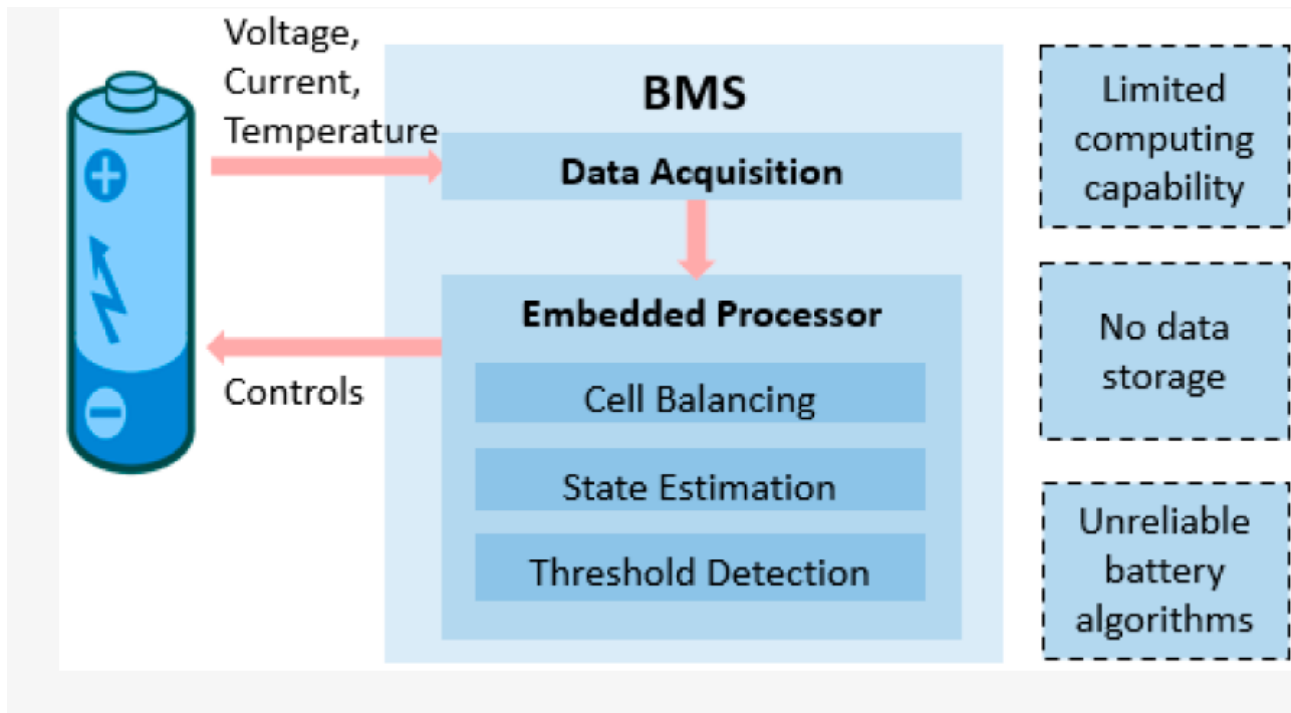 Voltage,
Current,
Temperature
BMS
Data Acquisition
Embedded Processor
Cell Balancing
State Estimation
Threshold Detection
Controls
Limited
computing
capability
No data
storage
Unreliable
battery
algorithms